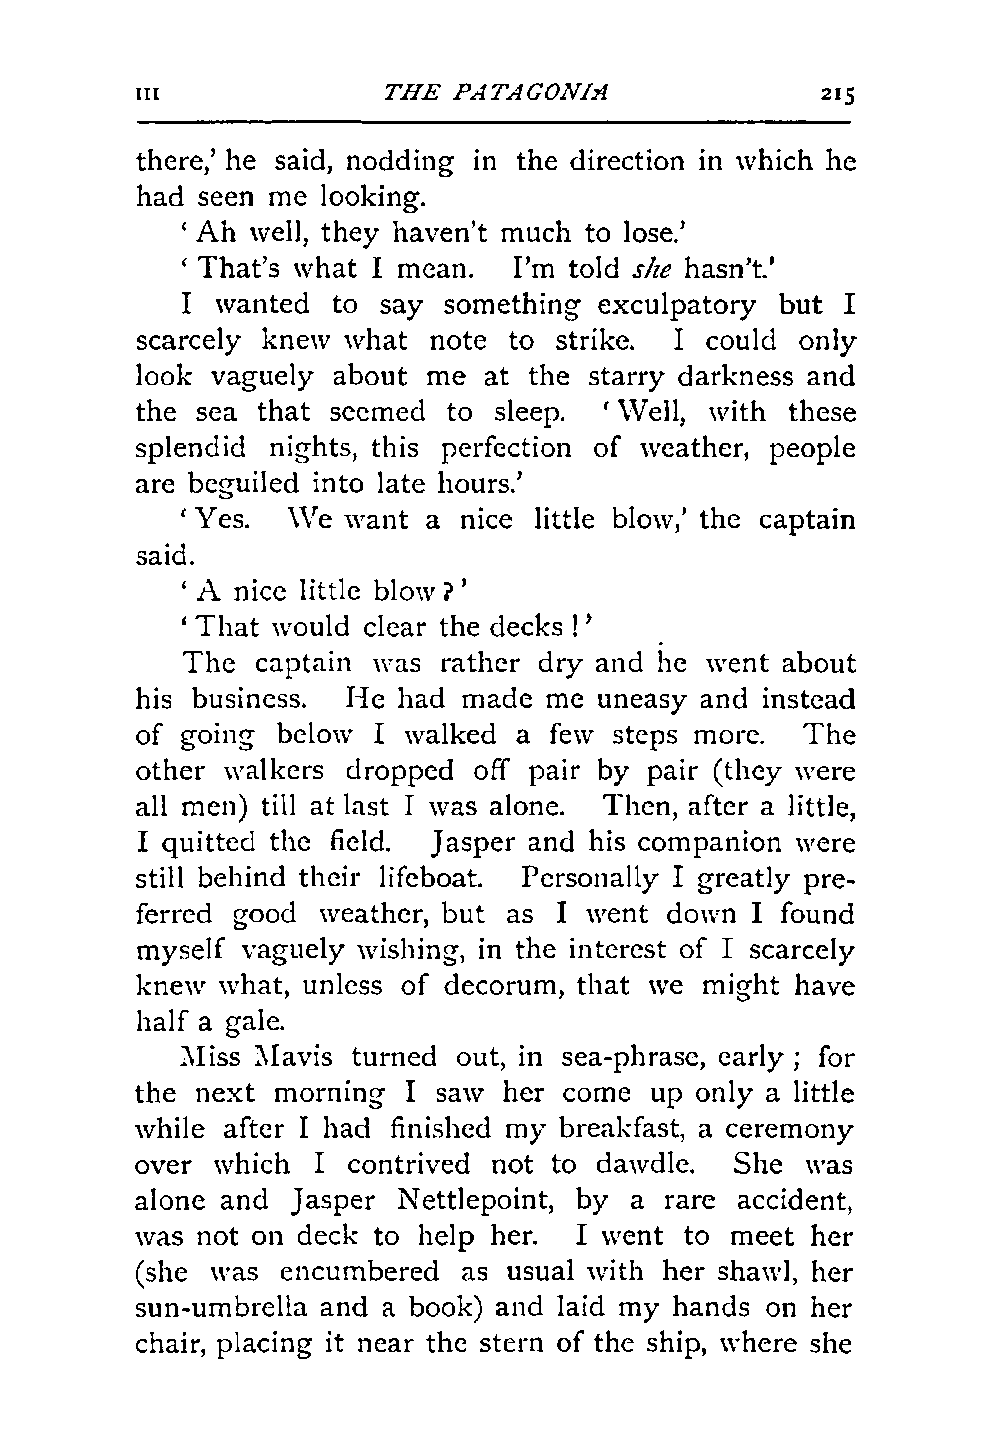 III THE PATAGONIA 215
there,' he said, nodding in the direction in which he
had seen me looking.
' Ah well, they haven't much to lose.'
' That's what I mean. I'm told she hasn't.'
I wanted to say something exculpatory but I
scarcely knew what note to strike. I could only
look vaguely about me at the starry darkness and
the sea that seemed to sleep. ' Well, with these
splendid nights, this perfection of weather, people
are beguiled into late hours.'
' Yes. We want a nice little blow,' the captain
said.
' A nice little blow ? '
' That would clear the decks ! '
The captain was rather dry and he went about
his business. He had made me uneasy and instead
of going below I walked a few steps more. The
other walkers dropped off pair by pair (they were
all men) till at last I was alone. Then, after a little,
I quitted the field. Jasper and his companion were
still behind their lifeboat. Personally I greatly pre-
ferred good weather, but as I went down I found
myself vaguely wishing, in the interest of I scarcely
knew what, unless of decorum, that we might have
half a gale.
Miss Mavis turned out, in sea-phrase, early ; for
the next morning I saw her come up only a little
while after I had finished my breakfast, a ceremony
over which I contrived not to dawdle. She was
alone and Jasper Nettlepoint, by a rare accident,
was not on deck to help her. I went to meet her
(she was encumbered as usual with her shawl, her
sun-umbrella and a book) and laid my hands on her
chair, placing it near the stern of the ship, where she